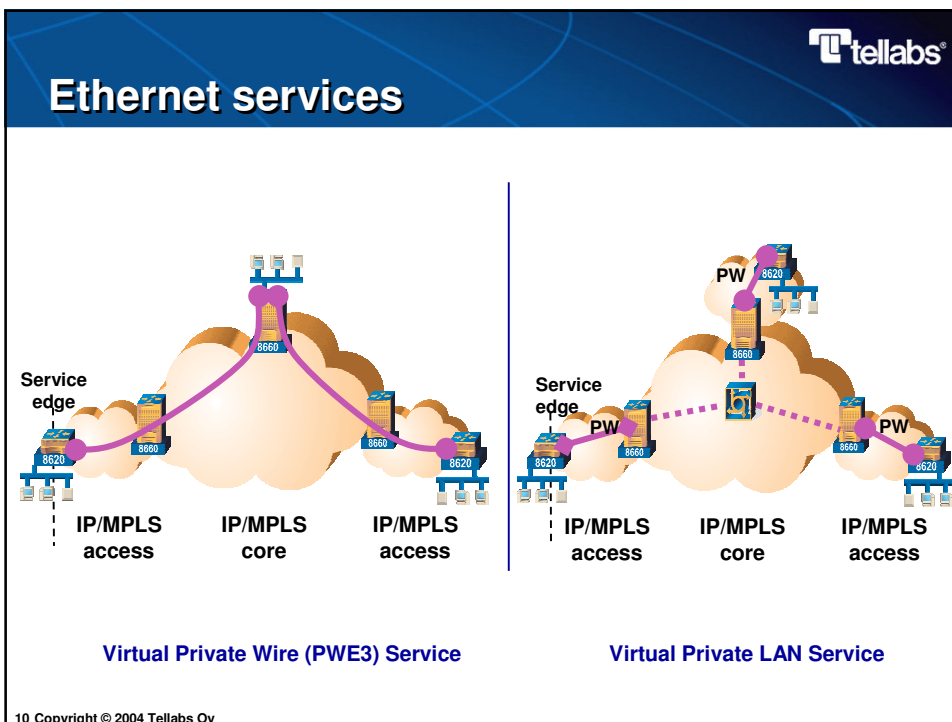 tellabs®
Ethernet services
8660
Service
edge
8660
8620
8660
8620
IP/MPLS
access
IP/MPLS
core
IP/MPLS
access
Virtual Private Wire (PWE3) Service
PW
8620
8660
Service
edge
PW
8660
8620
PW
8660
8620
IP/MPLS
access
IP/MPLS
core
IP/MPLS
access
Virtual Private LAN Service
10 Copyright © 2004 Tellabs Oy